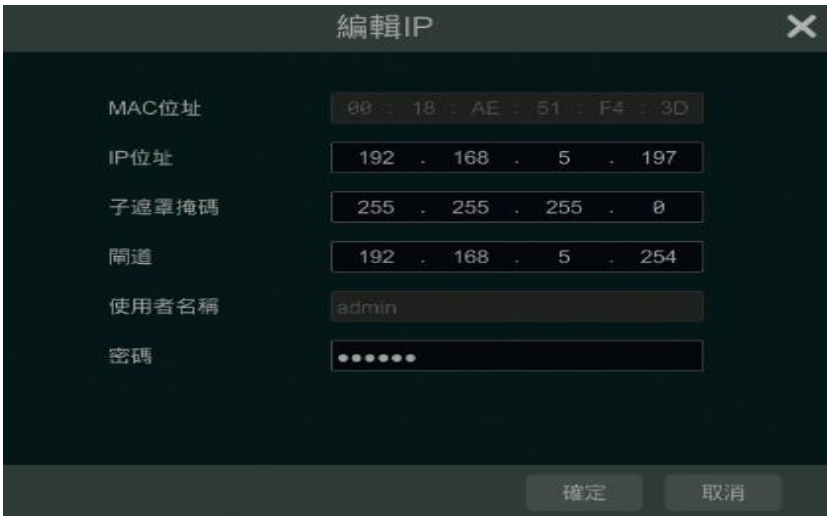 編輯IP
MAC位址 00 : 18 : AE : 51 : F4 : 3D
IP位址 192 . 168 . 5 . 197
子遮罩掩碼 255 . 255 . 255 . 0
閘道 192 . 168 . 5 . 254
使用者名稱 admin
密碼 ●●●●●●
確定 取消